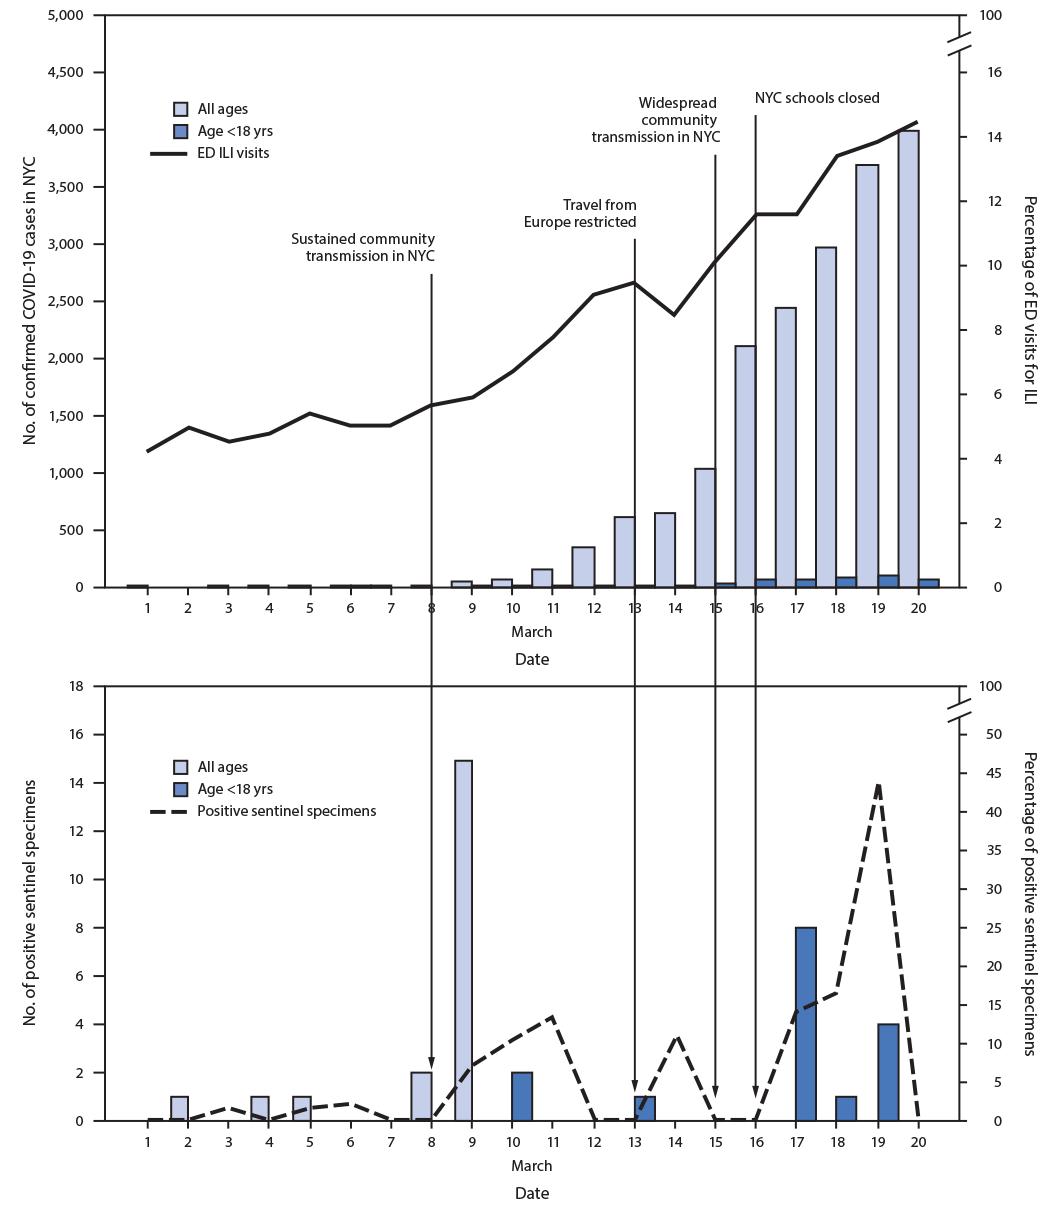 5,000
4,500
4,000
3,500
3,000
2,500
2,000
1,500
1,000
500
0
No. of confirmed COVID-19 cases in NYC
All ages
Age <18 yrs
ED ILI visits
Sustained community
transmission in NYC
Travel from
Europe restricted
Widespread
community
transmission in NYC
NYC schools closed
100
16
14
12
10
8
6
4
2
0
Percentage of ED visits for ILI
1 2 3 4 5 6 7 8 9 10 11 12 13 14 15 16 17 18 19 20
March
Date
18
16
14
12
10
8
6
4
2
0
No. of positive sentinel specimens
All ages
Age <18 yrs
Positive sentinel specimens
100
50
45
40
35
30
25
20
15
10
5
0
Percentage of positive sentinel specimens
1 2 3 4 5 6 7 8 9 10 11 12 13 14 15 16 17 18 19 20
March
Date